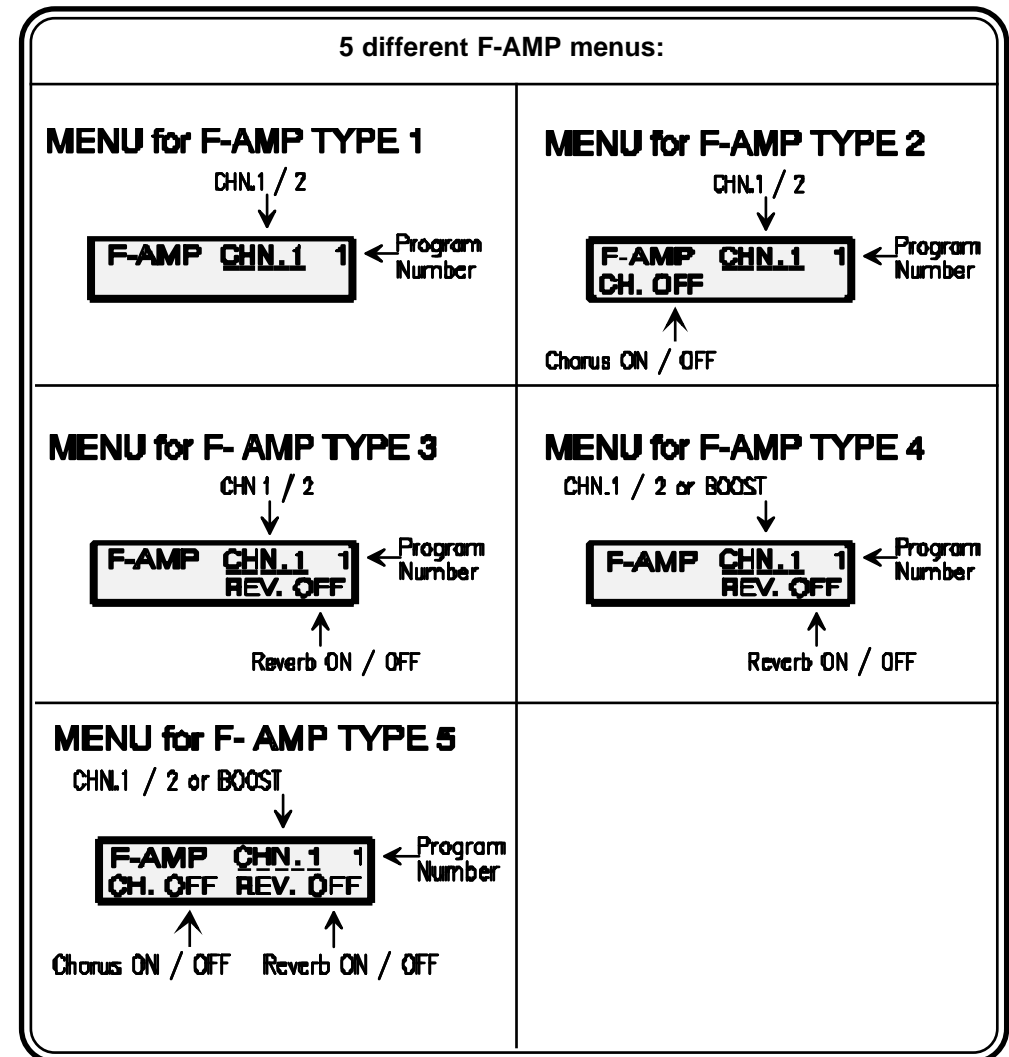 5 different F-AMP menus:
MENU for F-AMP TYPE 1
CHN.1 / 2
F-AMP CHN.1 1
Program
Number
MENU for F-AMP TYPE 2
CHN.1 / 2
F-AMP CHN.1 1
CH. OFF
Program
Number
Chorus ON / OFF
MENU for F- AMP TYPE 3
CHN 1 / 2
F-AMP CHN.1 1
REV. OFF
Program
Number
Reverb ON / OFF
MENU for F-AMP TYPE 4
CHN.1 / 2 or BOOST
F-AMP CHN.1 1
REV. OFF
Program
Number
Reverb ON / OFF
MENU for F- AMP TYPE 5
CHN.1 / 2 or BOOST
F-AMP CHN.1 1
CH. OFF REV. OFF
Program
Number
Chorus ON / OFF Reverb ON / OFF